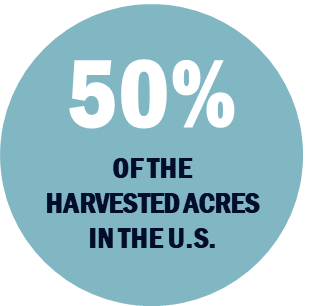 50%
OF THE
HARVESTED ACRES
IN THE U.S.